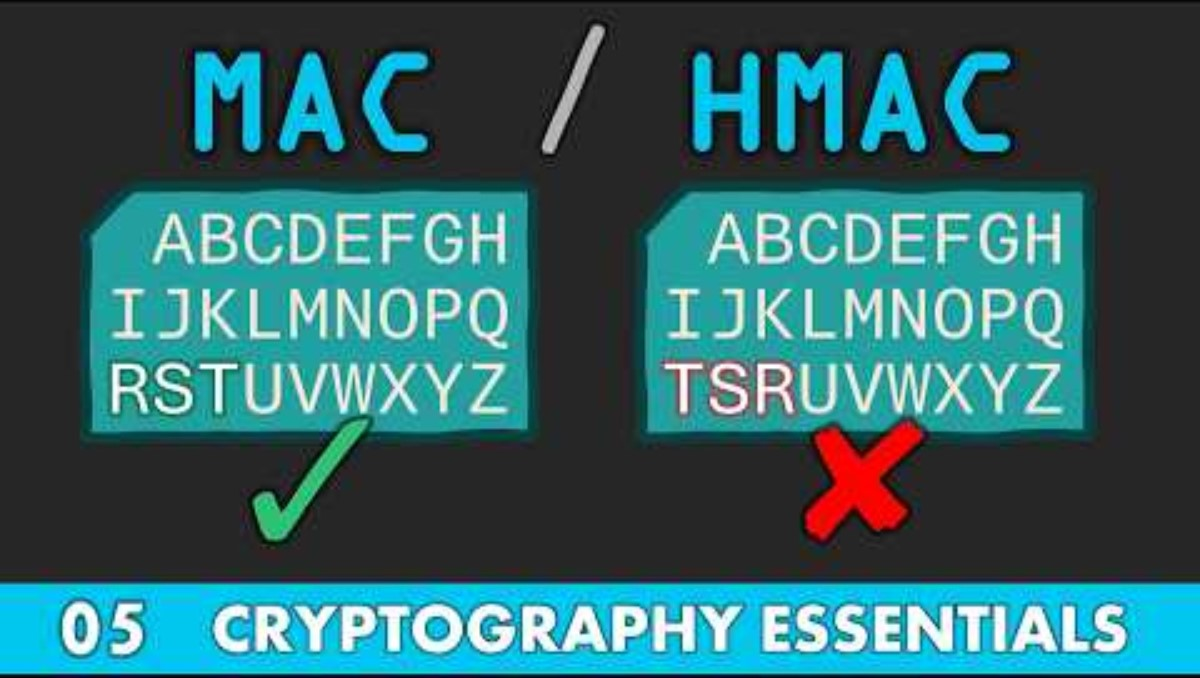 MAC / HMAC
ABCDEFGH
IJKLMNOPQ
RSTUVWXYZ
ABCDEFGH
IJKLMNOPQ
TSRUVWXYZ
05 CRYPTOGRAPHY ESSENTIALS